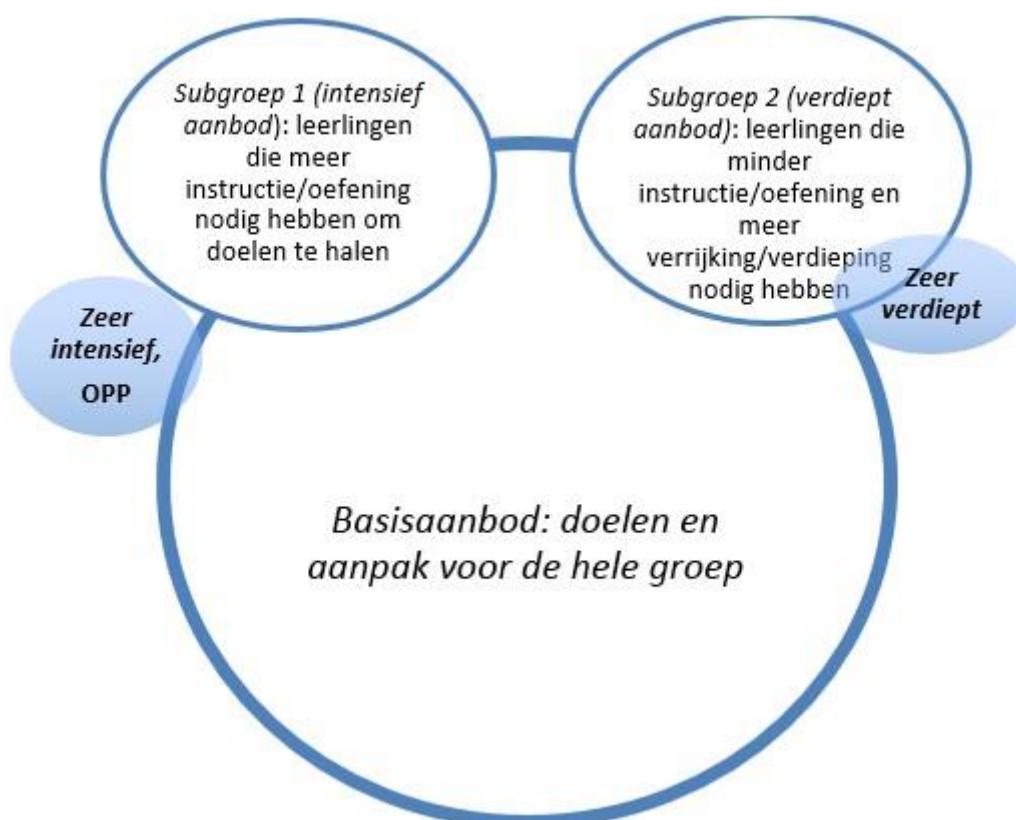 Subgroep 1 (intensief
aanbod): leerlingen
die meer
instructie/oefening
nodig hebben om
doelen te halen
Subgroep 2 (verdiept
aanbod): leerlingen die
minder
instructie/oefening en
meer
verrijking/verdieping
nodig hebben
Zeer
intensief,
OPP
Zeer
verdiept
Basisaanbod: doelen en
aanpak voor de hele groep